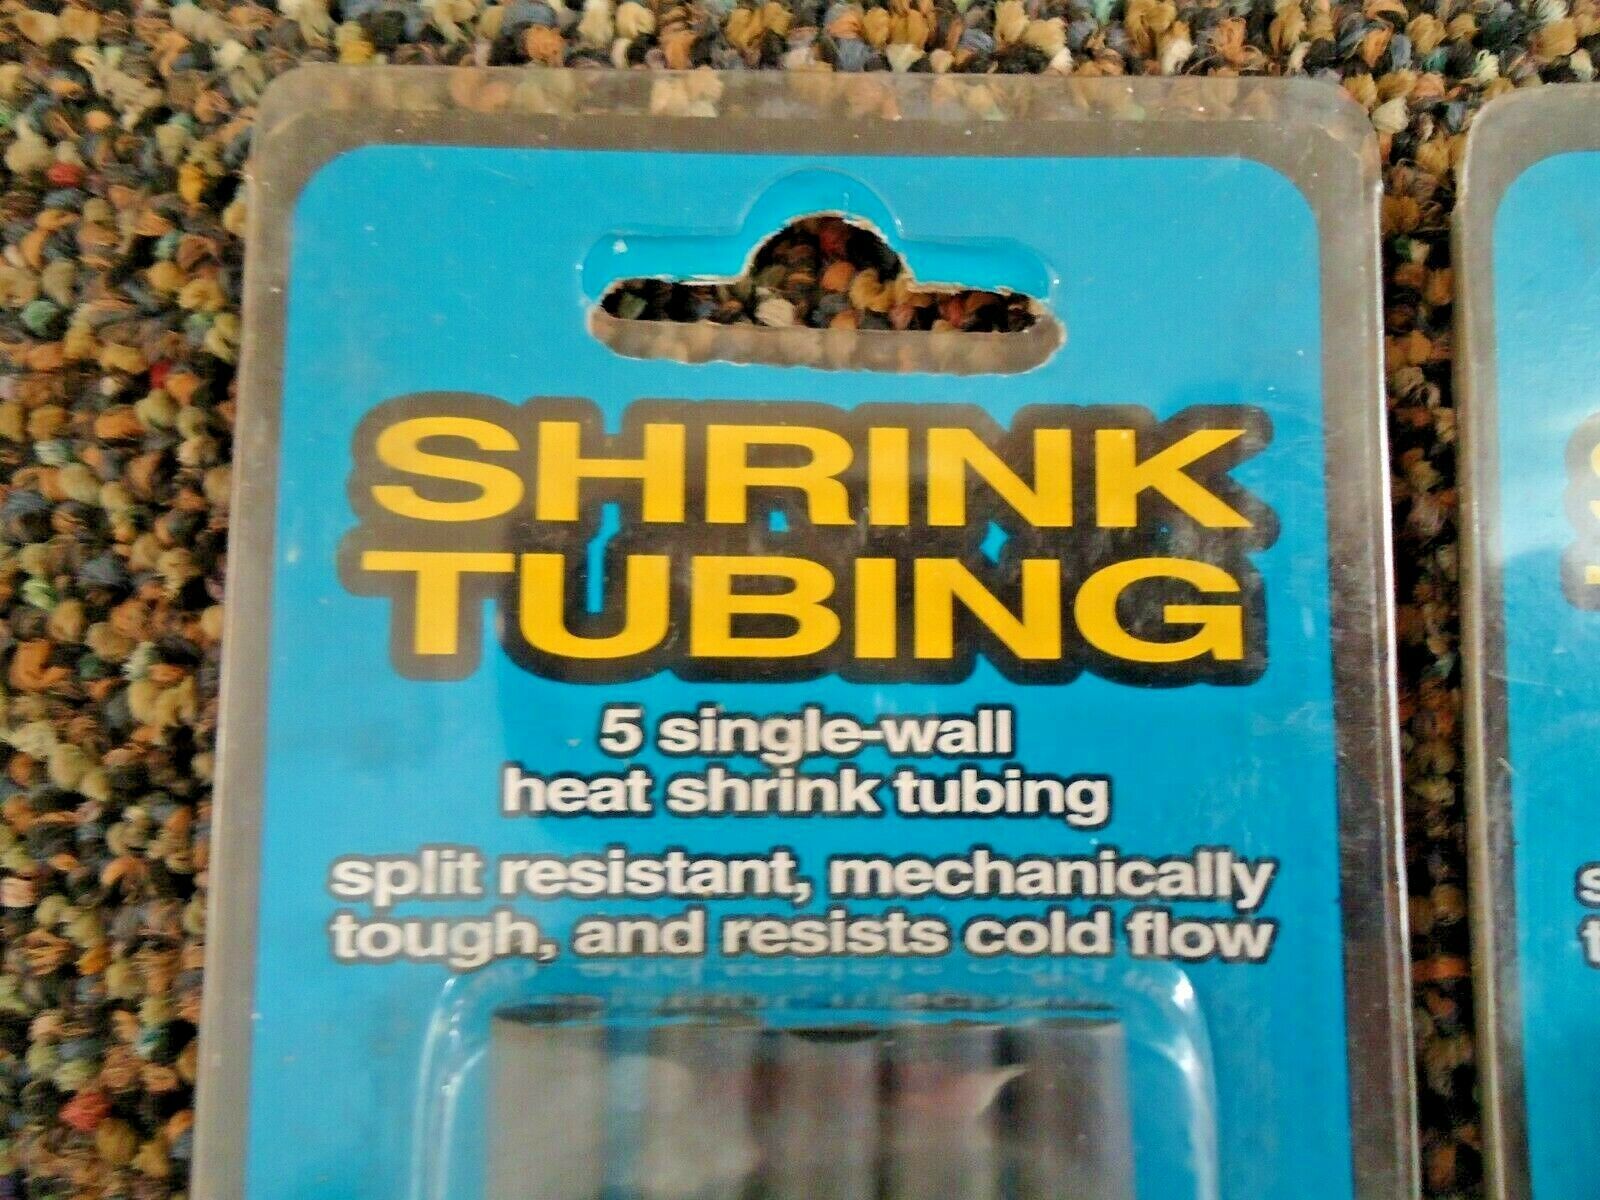 SHRINK
TUBING
5 single-wall
heat shrink tubing
split resistant, mechanically
tough, and resists cold flow